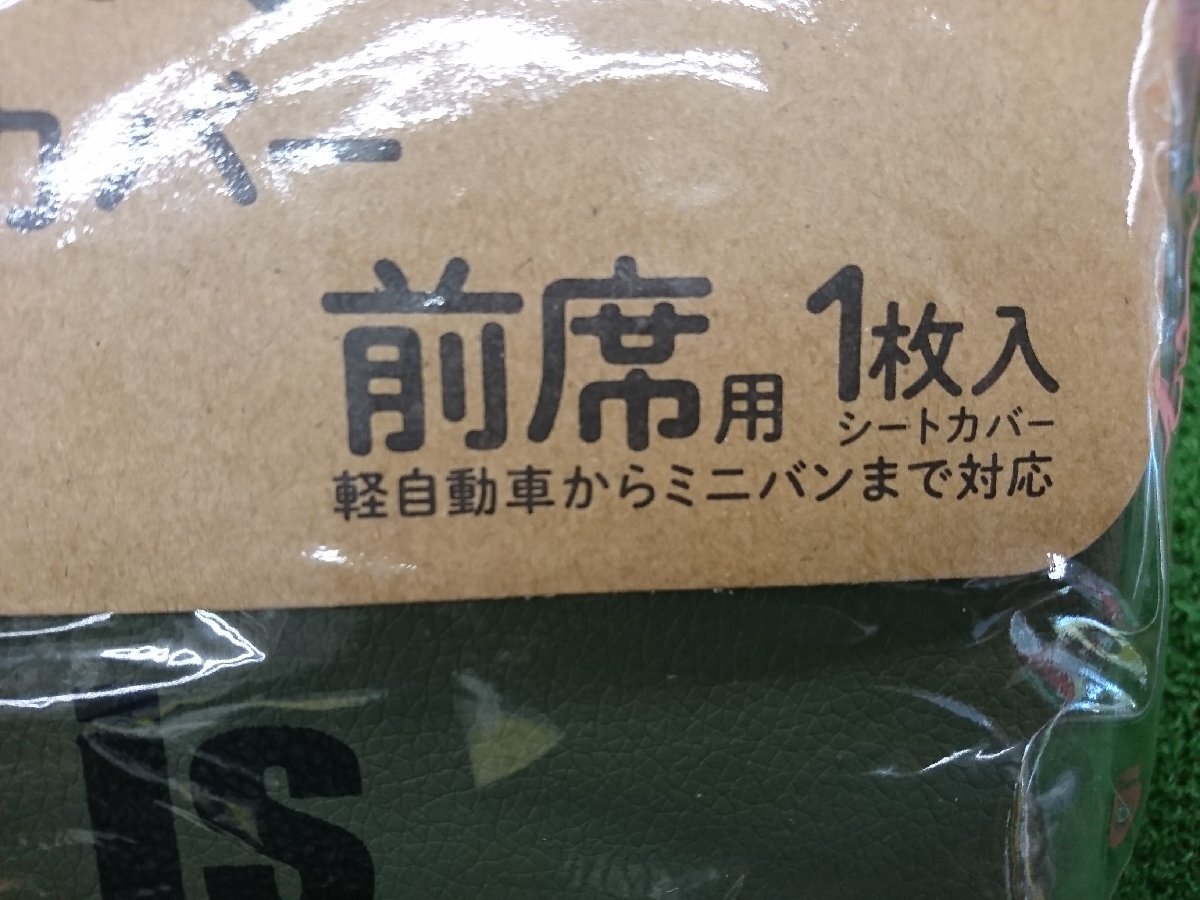 カバー
前席用 1枚入
シートカバー
軽自動車からミニバンまで対応
Is